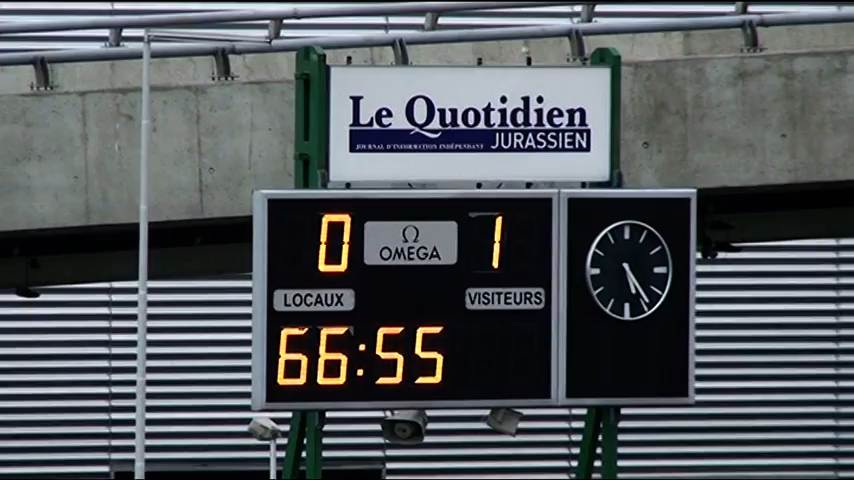 Le Quotidien
JOURNAL D'INFORMATION INDÉPENDANT JURASSIEN
0 Ω 1
OMEGA
LOCAUX VISITEURS
66:55